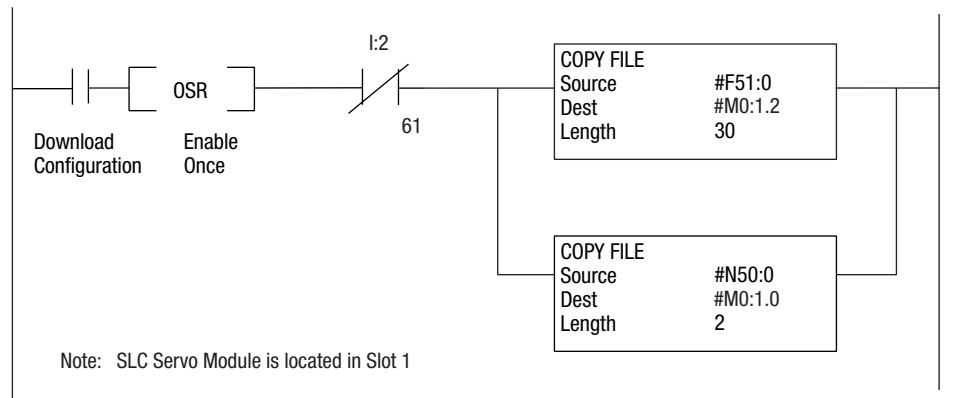 I:2
OSR
61
Download
Configuration
Enable
Once
COPY FILE
Source #F51:0
Dest #M0:1.2
Length 30
COPY FILE
Source #N50:0
Dest #M0:1.0
Length 2
Note: SLC Servo Module is located in Slot 1